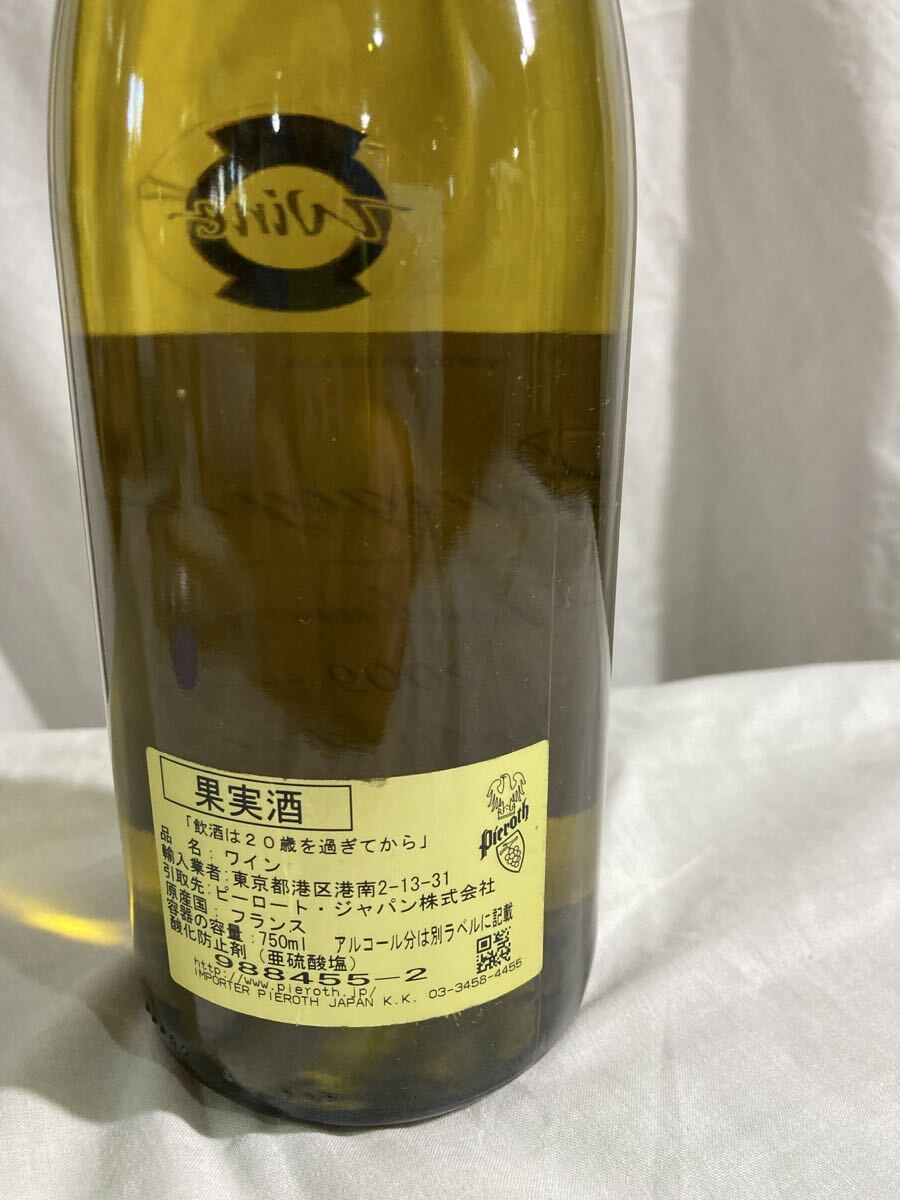 Wine
2009
果実酒
「飲酒は20歳を過ぎてから」
Pieroth
品 名:ワイン
輸入業者:東京都港区港南2-13-31
引取先:ピーロート・ジャパン株式会社
原産国:フランス
容器の容量:750ml アルコール分は別ラベルに記載
酸化防止剤(亜硫酸塩)
988455-2
http://www.pieroth.jp/
IMPORTER PIEROTH JAPAN K.K. 03-3458-4455